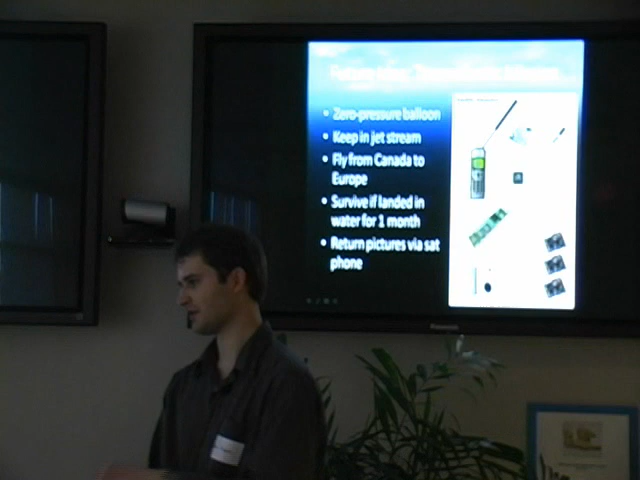 • Zero-pressure balloon
• Keep in jet stream
• Fly from Canada to
Europe
• Survive if landed in
water for 1 month
• Return pictures via sat
phone
Panasonic